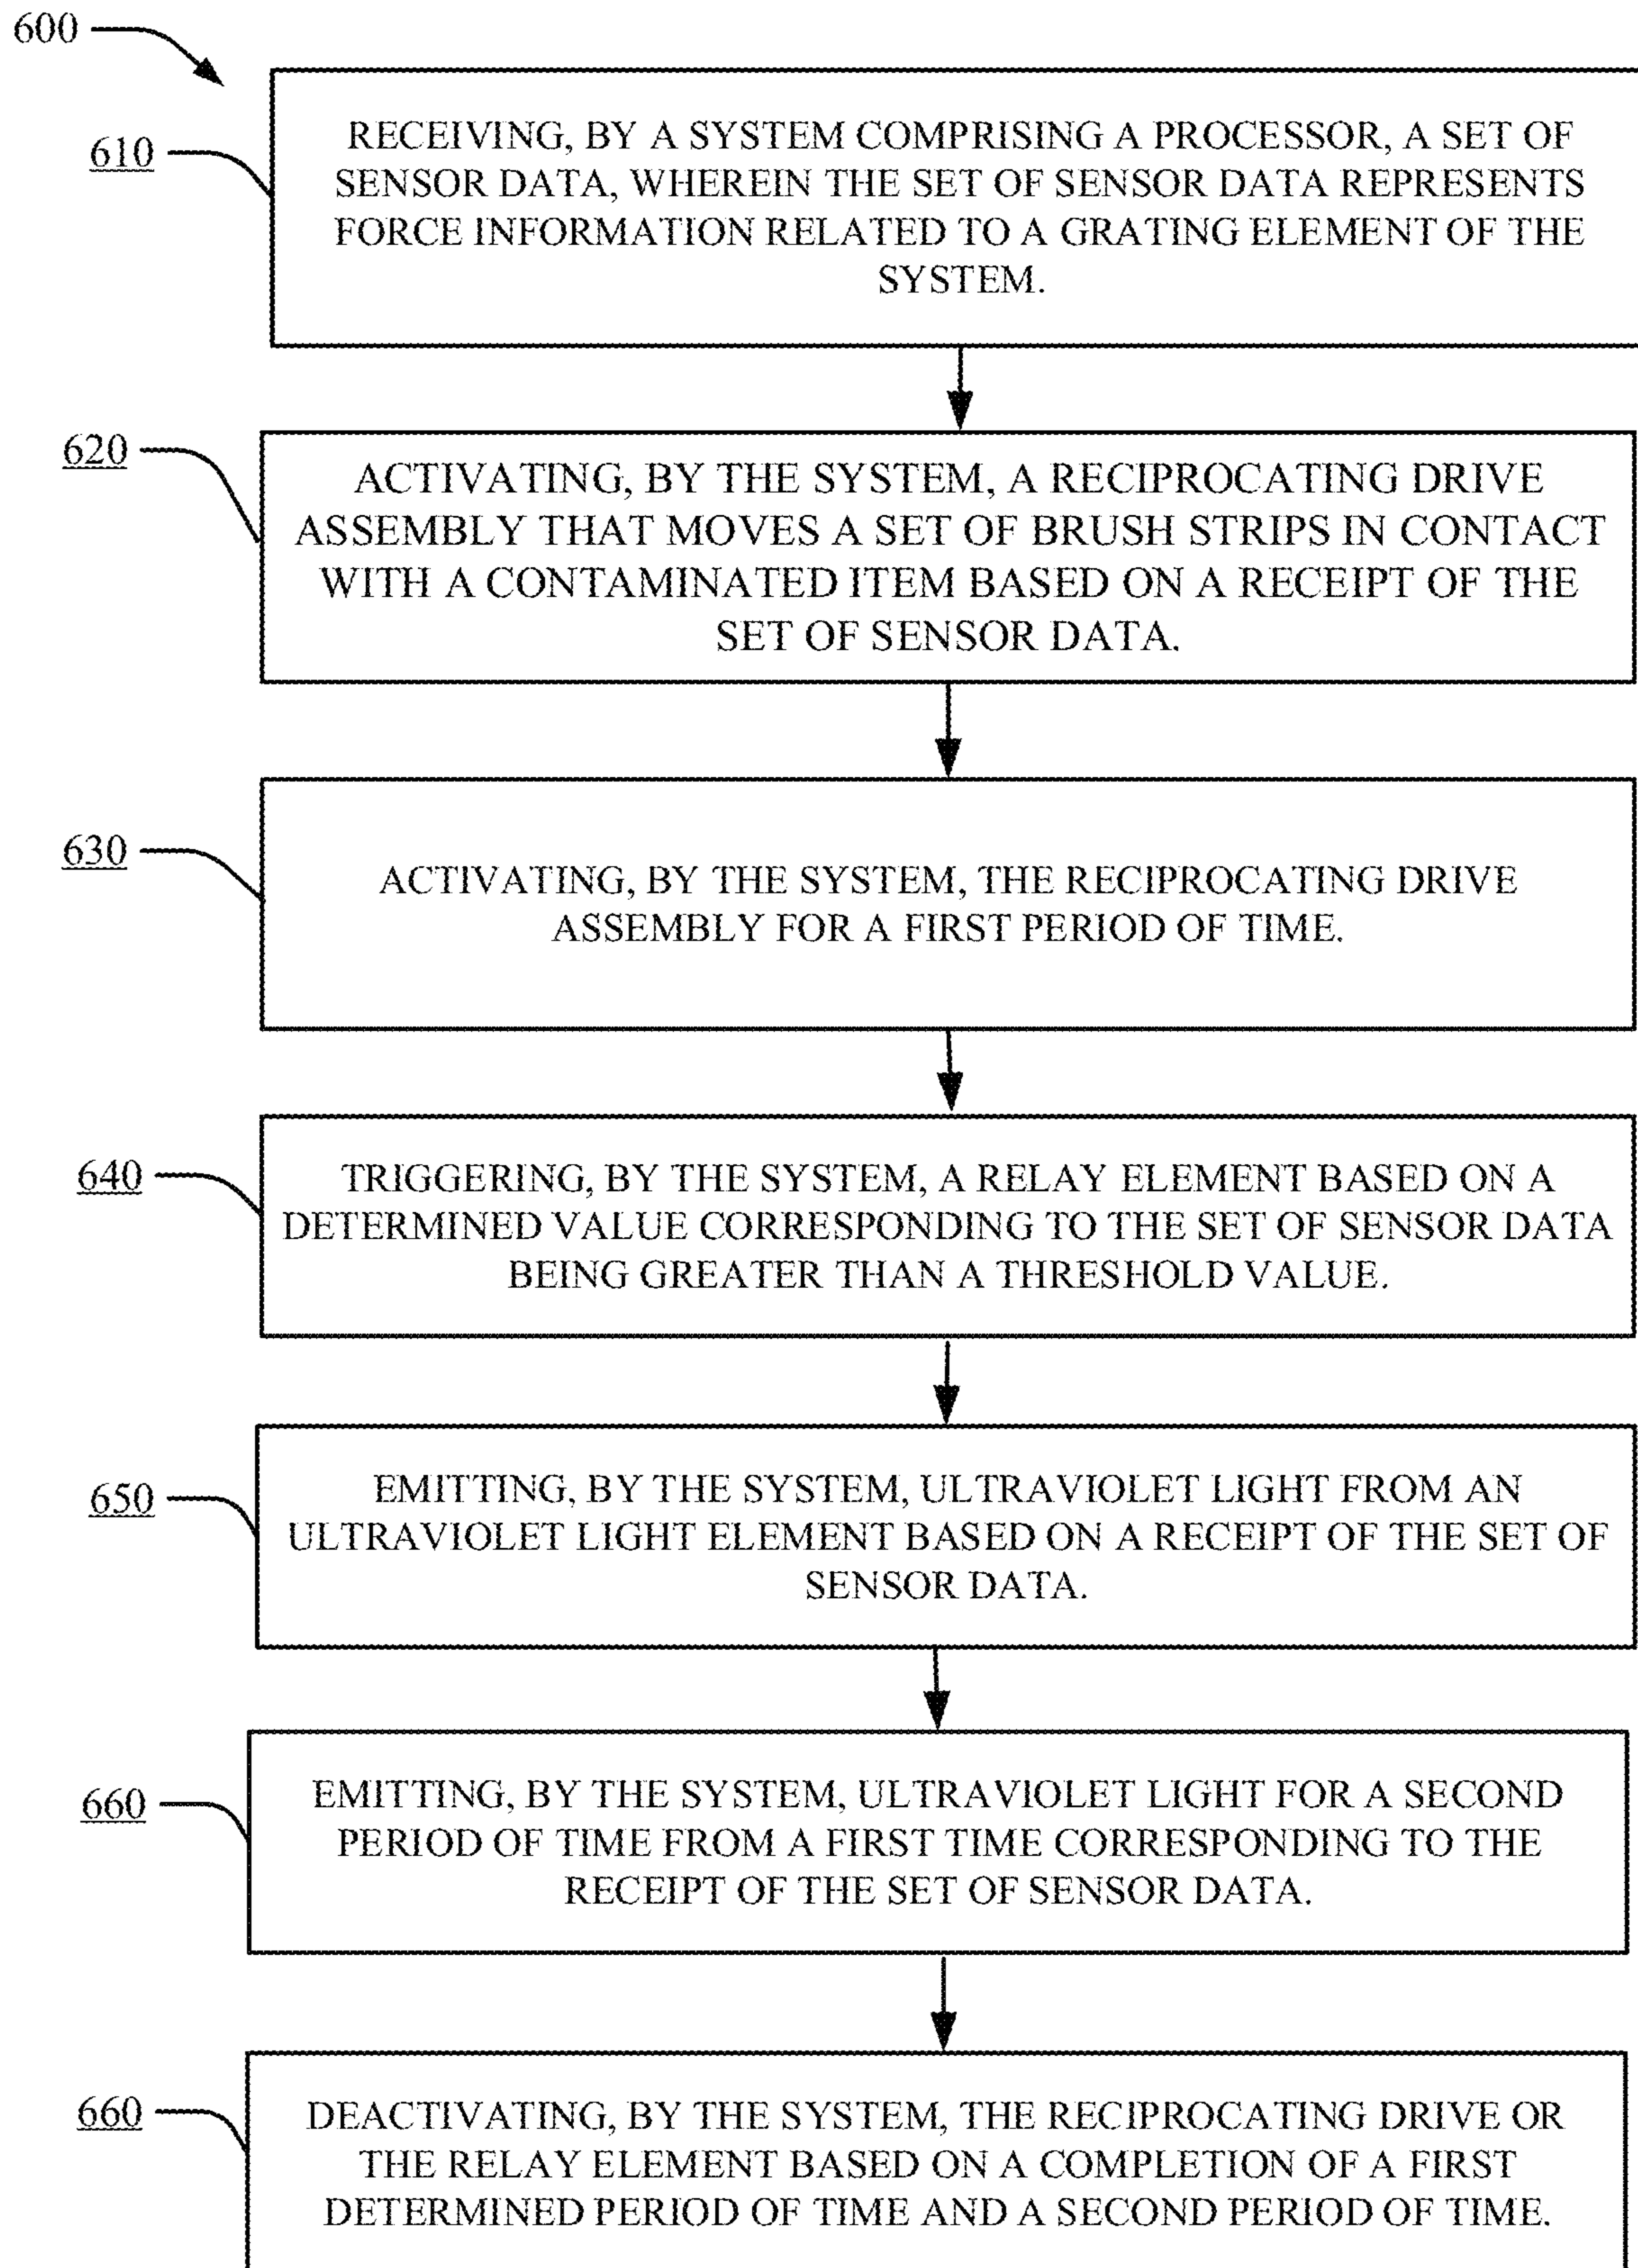 600
610
RECEIVING, BY A SYSTEM COMPRISING A PROCESSOR, A SET OF
SENSOR DATA, WHEREIN THE SET OF SENSOR DATA REPRESENTS
FORCE INFORMATION RELATED TO A GRATING ELEMENT OF THE
SYSTEM.
620
ACTIVATING, BY THE SYSTEM, A RECIPROCATING DRIVE
ASSEMBLY THAT MOVES A SET OF BRUSH STRIPS IN CONTACT
WITH A CONTAMINATED ITEM BASED ON A RECEIPT OF THE
SET OF SENSOR DATA.
630
ACTIVATING, BY THE SYSTEM, THE RECIPROCATING DRIVE
ASSEMBLY FOR A FIRST PERIOD OF TIME.
640
TRIGGERING, BY THE SYSTEM, A RELAY ELEMENT BASED ON A
DETERMINED VALUE CORRESPONDING TO THE SET OF SENSOR DATA
BEING GREATER THAN A THRESHOLD VALUE.
650
EMITTING, BY THE SYSTEM, ULTRAVIOLET LIGHT FROM AN
ULTRAVIOLET LIGHT ELEMENT BASED ON A RECEIPT OF THE SET OF
SENSOR DATA.
660
EMITTING, BY THE SYSTEM, ULTRAVIOLET LIGHT FOR A SECOND
PERIOD OF TIME FROM A FIRST TIME CORRESPONDING TO THE
RECEIPT OF THE SET OF SENSOR DATA.
660
DEACTIVATING, BY THE SYSTEM, THE RECIPROCATING DRIVE OR
THE RELAY ELEMENT BASED ON A COMPLETION OF A FIRST
DETERMINED PERIOD OF TIME AND A SECOND PERIOD OF TIME.